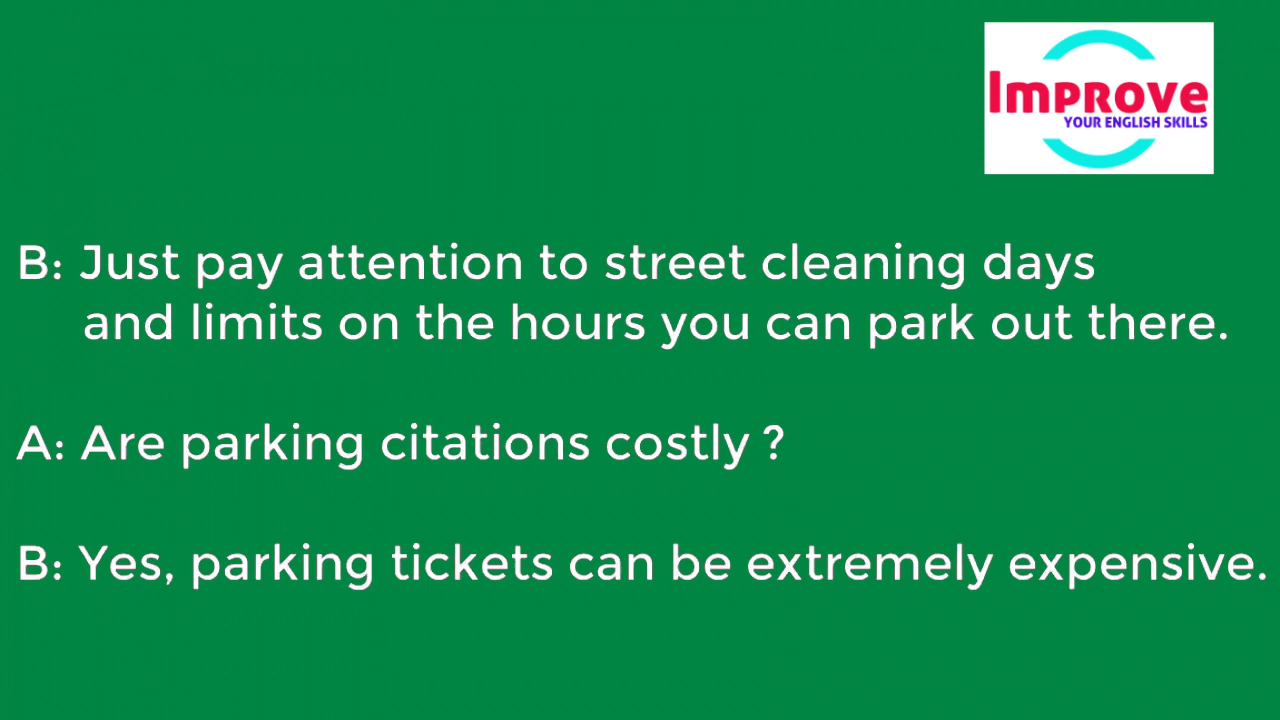 Improve
YOUR ENGLISH SKILLS
B: Just pay attention to street cleaning days
and limits on the hours you can park out there.
A: Are parking citations costly ?
B: Yes, parking tickets can be extremely expensive.